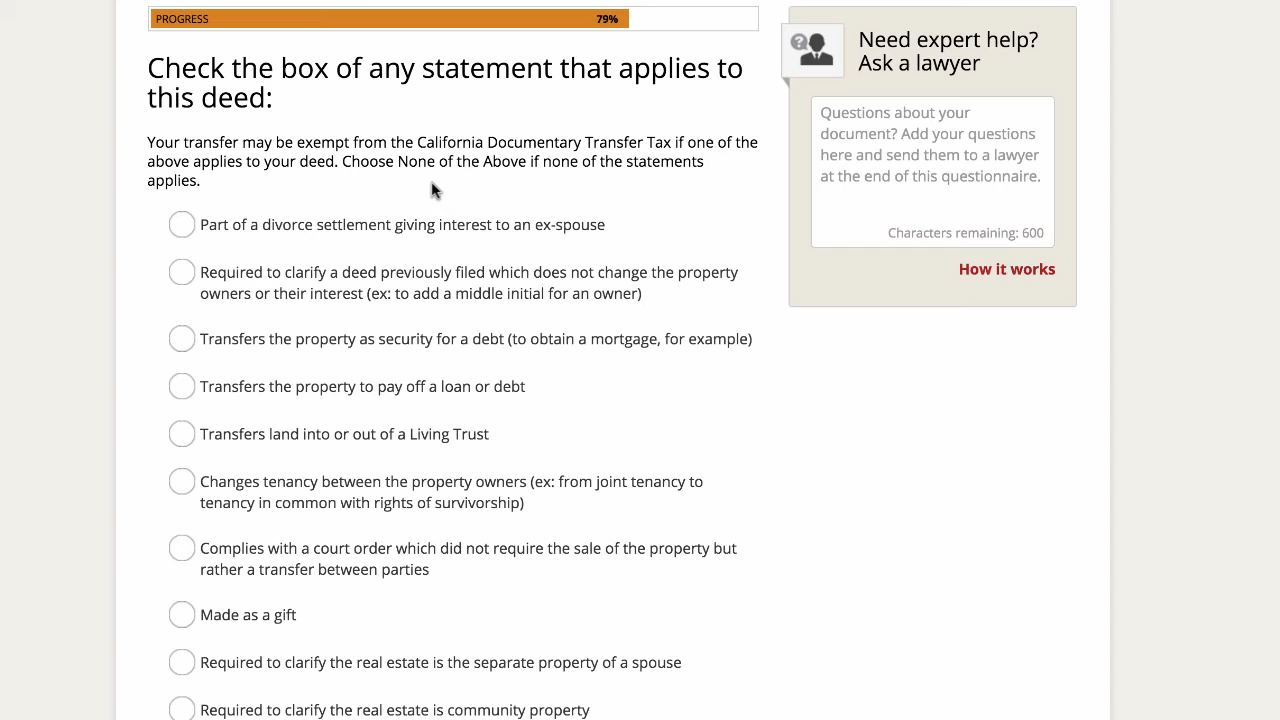 PROGRESS 79%
Check the box of any statement that applies to
this deed:
Your transfer may be exempt from the California Documentary Transfer Tax if one of the
above applies to your deed. Choose None of the Above if none of the statements
applies.
Part of a divorce settlement giving interest to an ex-spouse
Required to clarify a deed previously filed which does not change the property
owners or their interest (ex: to add a middle initial for an owner)
Transfers the property as security for a debt (to obtain a mortgage, for example)
Transfers the property to pay off a loan or debt
Transfers land into or out of a Living Trust
Changes tenancy between the property owners (ex: from joint tenancy to
tenancy in common with rights of survivorship)
Complies with a court order which did not require the sale of the property but
rather a transfer between parties
Made as a gift
Required to clarify the real estate is the separate property of a spouse
Required to clarify the real estate is community property
Need expert help?
Ask a lawyer
Questions about your
document? Add your questions
here and send them to a lawyer
at the end of this questionnaire.
Characters remaining: 600
How it works